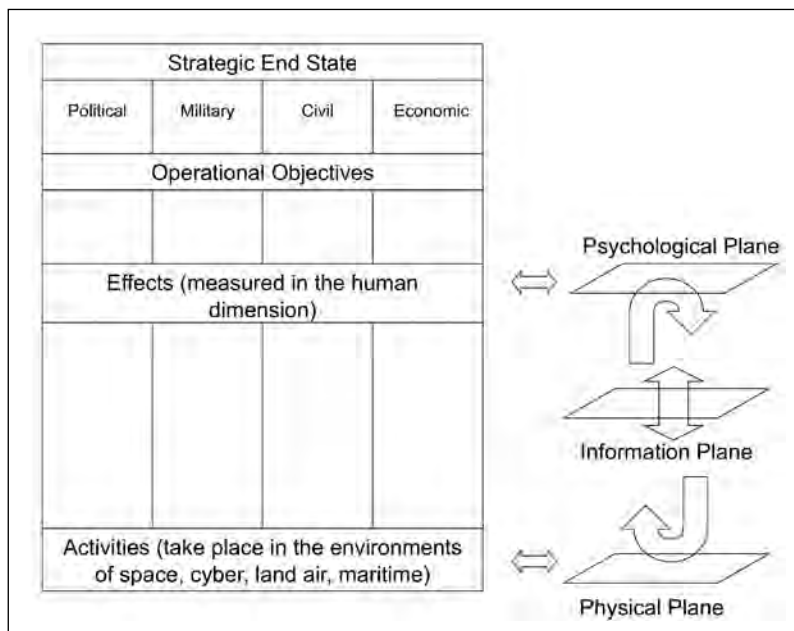 Strategic End State
Political Military Civil Economic
Operational Objectives
Psychological Plane
Effects (measured in the human
dimension)
Information Plane
Activities (take place in the environments
of space, cyber, land air, maritime)
Physical Plane